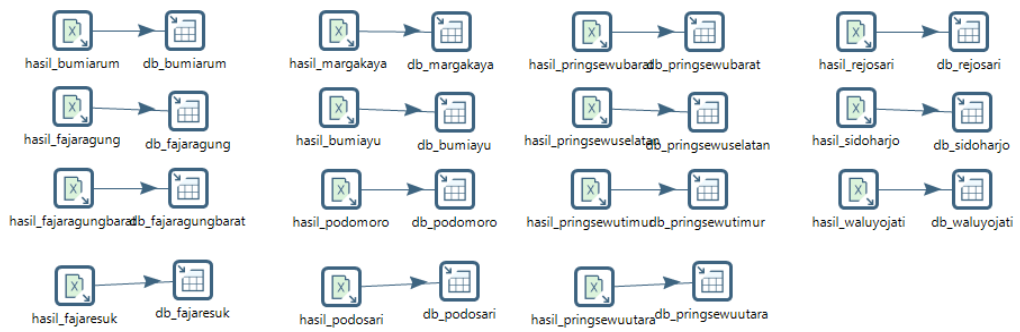 hasil_bumiarum db_bumiarum hasil_margakaya db_margakaya hasil_pringsewubarat db_pringsewubarat hasil_rejosari db_rejosari
hasil_fajaragung db_fajaragung hasil_bumiayu db_bumiayu hasil_pringsewuselatan db_pringsewuselatan hasil_sidoharjo db_sidoharjo
hasil_fajaragungbarat db_fajaragungbarat hasil_podomoro db_podomoro hasil_pringsewutimur db_pringsewutimur hasil_waluyojati db_waluyojati
hasil_fajaresuk db_fajaresuk hasil_podosari db_podosari hasil_pringsewuutara db_pringsewuutara